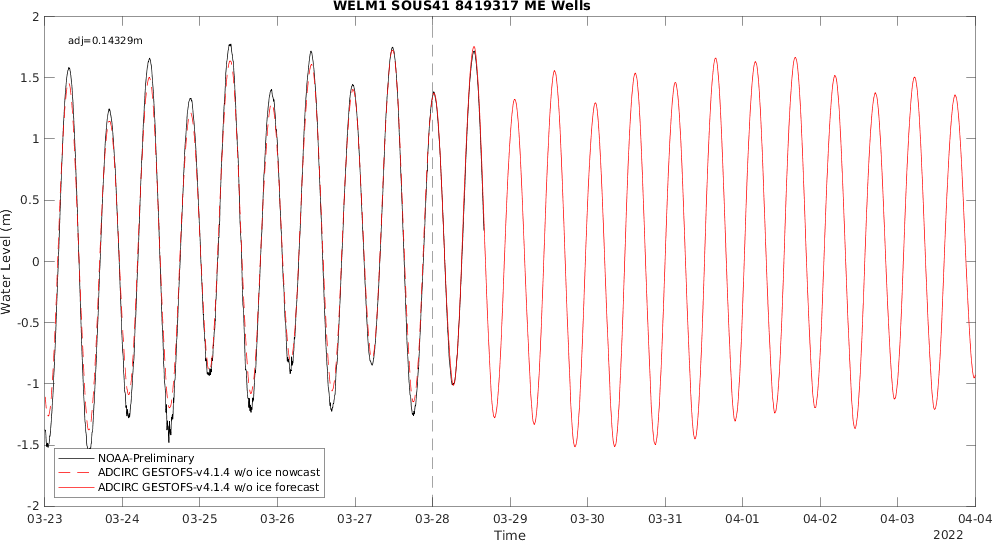 WELM1 SOUS41 8419317 ME Wells
adj=0.14329m
2
1.5
1
0.5
0
-0.5
-1
-1.5
-2
Water Level (m)
NOAA-Preliminary
ADCIRC GESTOFS-v4.1.4 w/o ice nowcast
ADCIRC GESTOFS-v4.1.4 w/o ice forecast
03-23 03-24 03-25 03-26 03-27 03-28 03-29 03-30 03-31 04-01 04-02 04-03 04-04
Time
2022